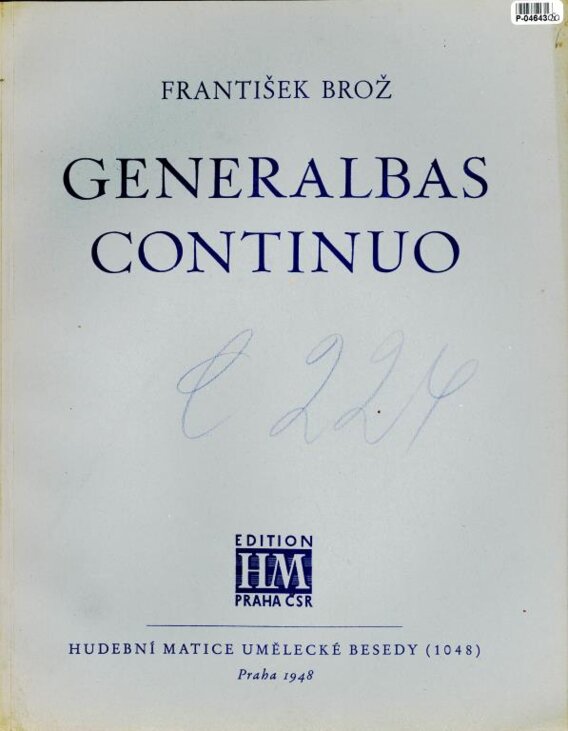 P-04643
FRANTIŠEK BROŽ
GENERALBAS
CONTINUO
C 224
EDITION
HM
PRAHA ČSR
HUDEBNÍ MATICE UMĚLECKÉ BESEDY (1048)
Praha 1948